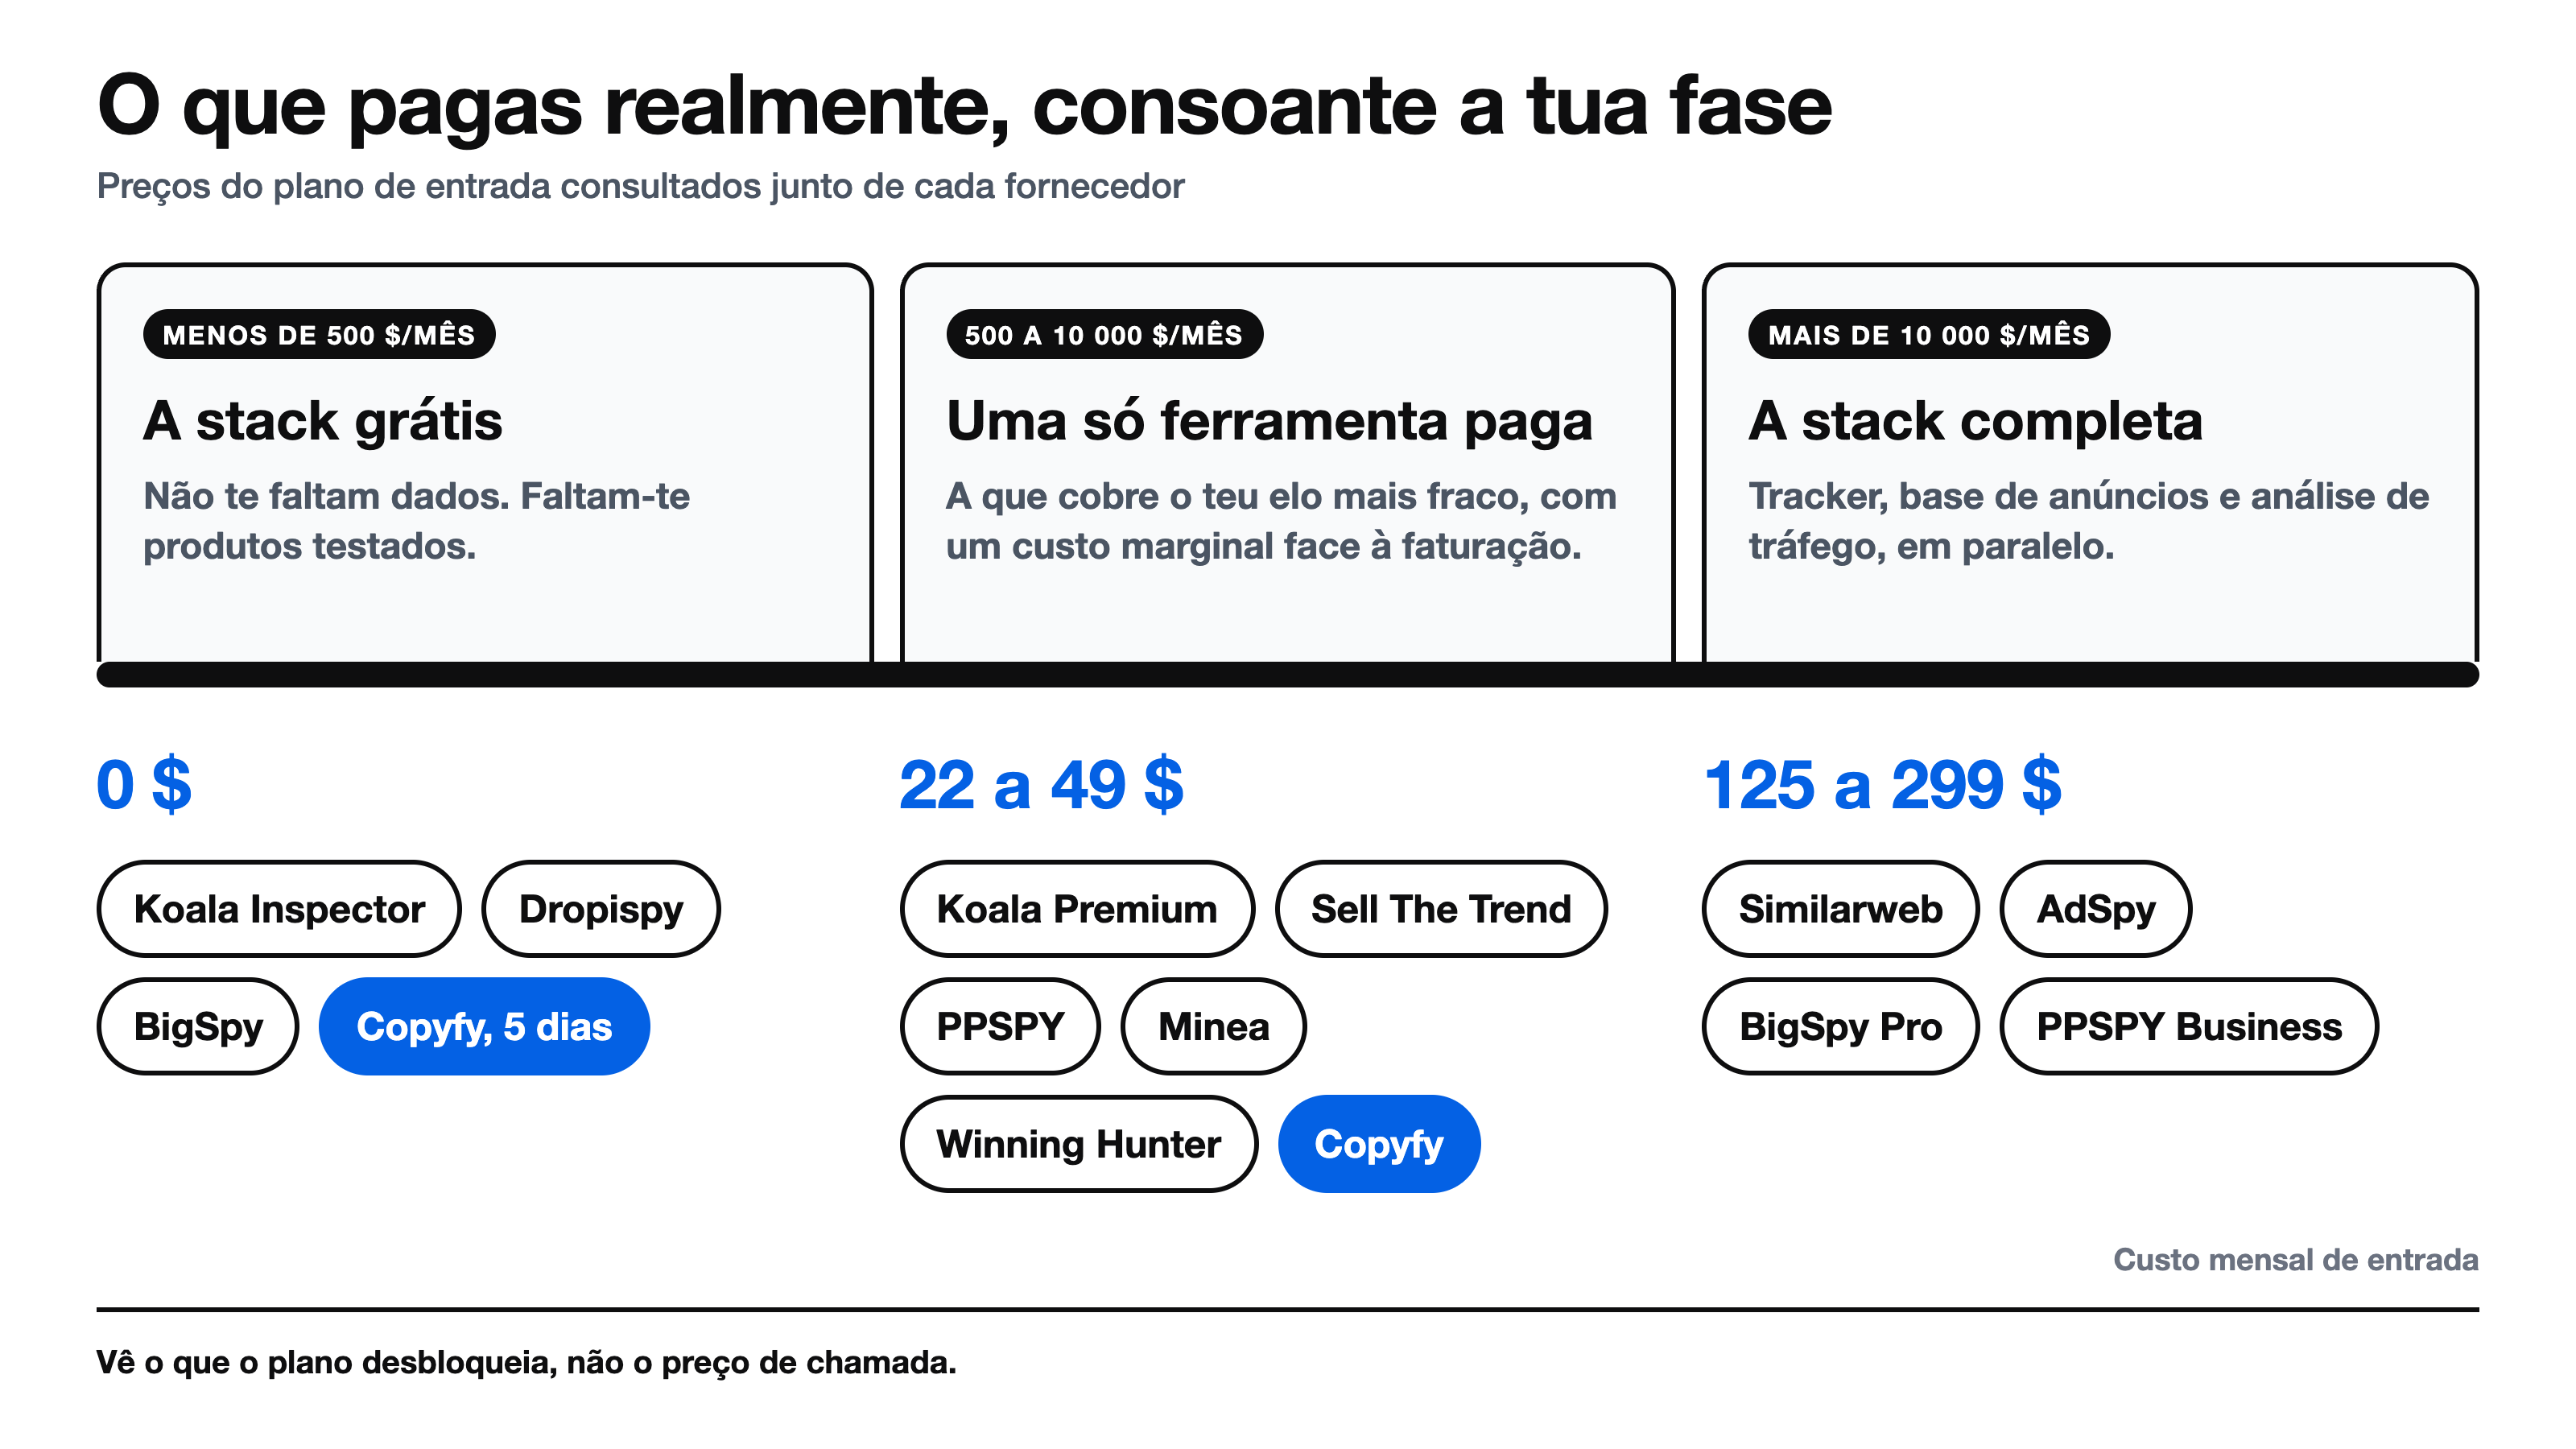 O que pagas realmente, consoante a tua fase
Preços do plano de entrada consultados junto de cada fornecedor
MENOS DE 500 $/MÊS
A stack grátis
Não te faltam dados. Faltam-te
produtos testados.
500 A 10 000 $/MÊS
Uma só ferramenta paga
A que cobre o teu elo mais fraco, com
um custo marginal face à faturação.
MAIS DE 10 000 $/MÊS
A stack completa
Tracker, base de anúncios e análise de
tráfego, em paralelo.
0 $
Koala Inspector
Dropispy
BigSpy
Copyfy, 5 dias
22 a 49 $
Koala Premium
Sell The Trend
PPSPY
Minea
Winning Hunter
Copyfy
125 a 299 $
Similarweb
AdSpy
BigSpy Pro
PPSPY Business
Custo mensal de entrada
Vê o que o plano desbloqueia, não o preço de chamada.